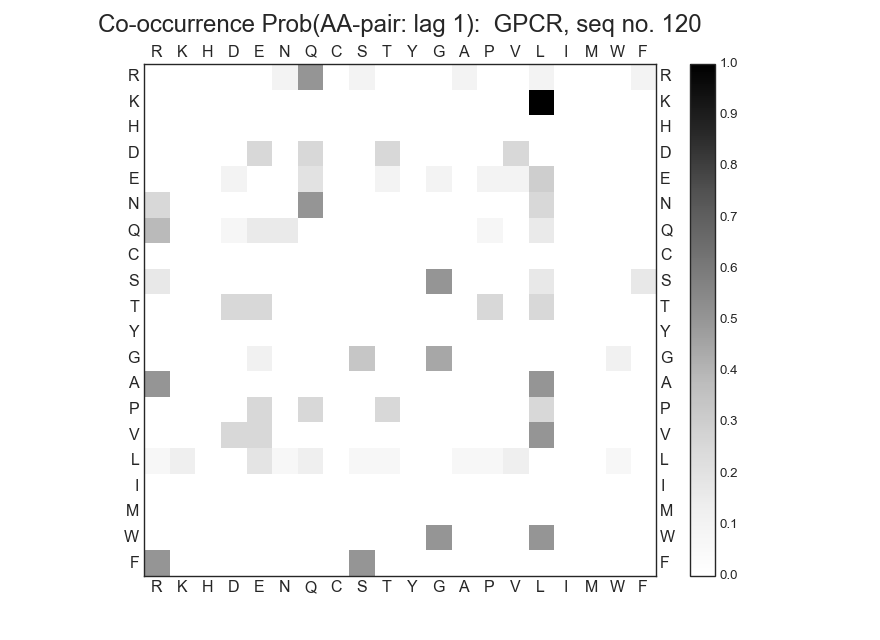 Co-occurrence Prob(AA-pair: lag 1):  GPCR, seq no. 120
R K H D E N Q C S T Y G A P V L I M W F
R R
K K
H H
D D
E E
N N
Q Q
C C
S S
T T
Y Y
G G
A A
P P
V V
L L
I I
M M
W W
F F
R K H D E N Q C S T Y G A P V L I M W F
1.0
0.9
0.8
0.7
0.6
0.5
0.4
0.3
0.2
0.1
0.0